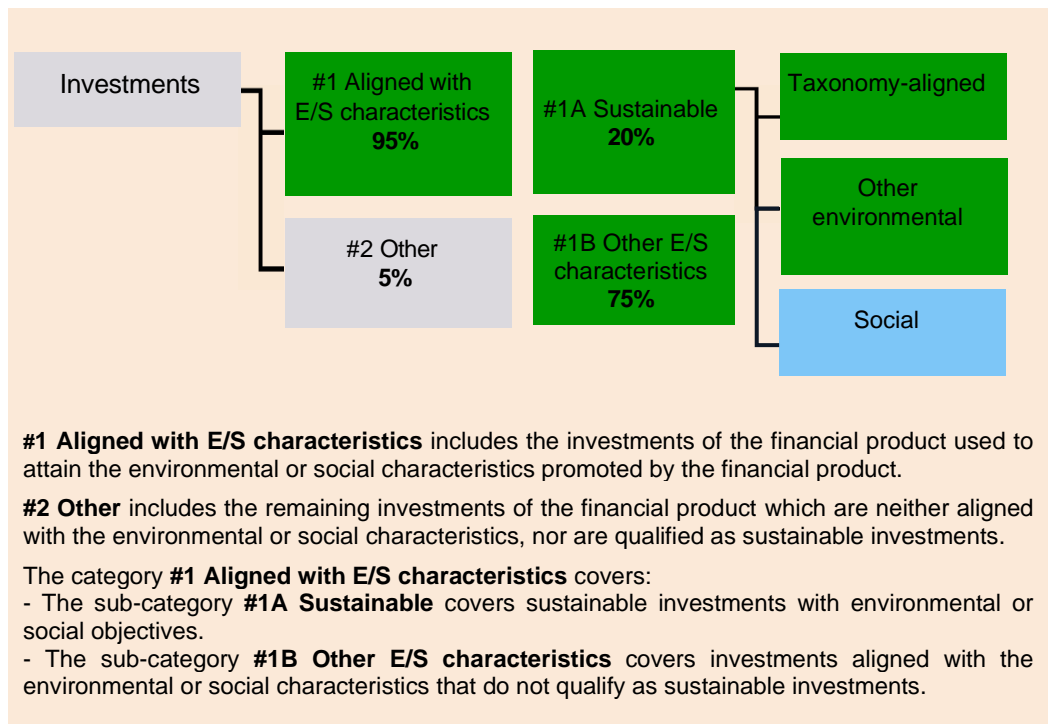 Investments
#1 Aligned with
E/S characteristics
95%
#2 Other
5%
#1A Sustainable
20%
#1B Other E/S
characteristics
75%
Taxonomy-aligned
Other
environmental
Social
#1 Aligned with E/S characteristics includes the investments of the financial product used to
attain the environmental or social characteristics promoted by the financial product.
#2 Other includes the remaining investments of the financial product which are neither aligned
with the environmental or social characteristics, nor are qualified as sustainable investments.
The category #1 Aligned with E/S characteristics covers:
- The sub-category #1A Sustainable covers sustainable investments with environmental or
social objectives.
- The sub-category #1B Other E/S characteristics covers investments aligned with the
environmental or social characteristics that do not qualify as sustainable investments.